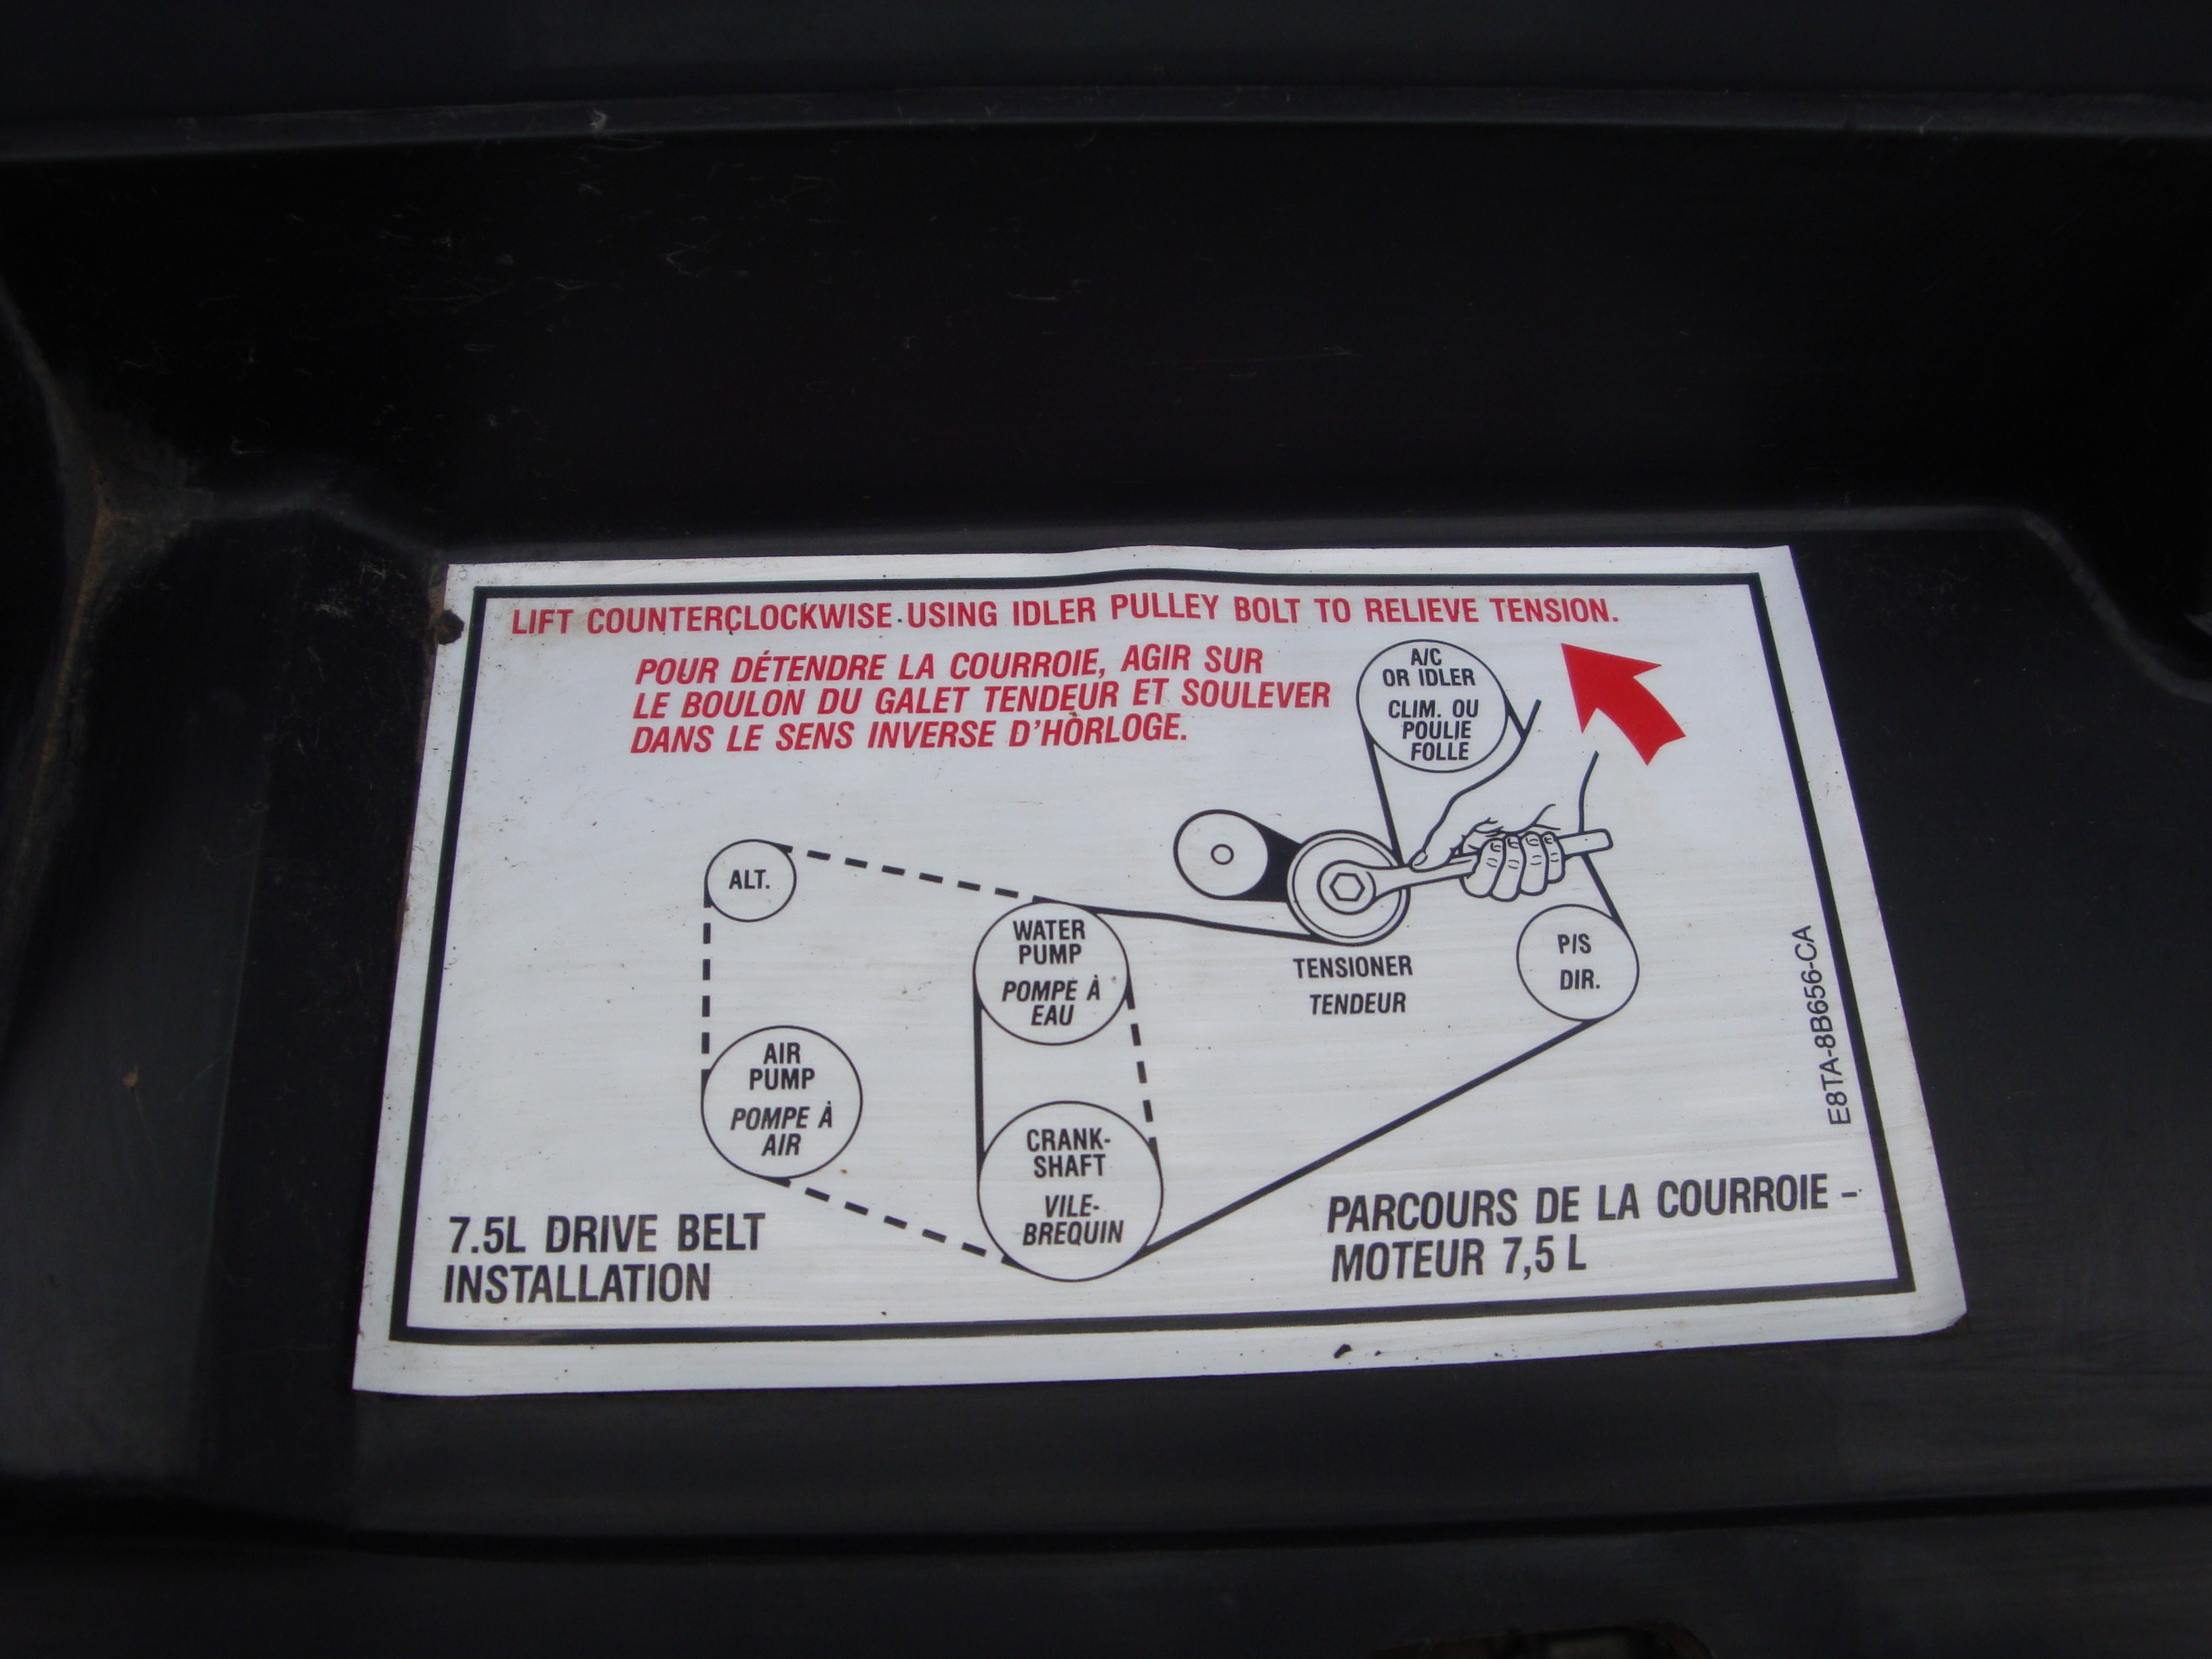 LIFT COUNTERCLOCKWISE USING IDLER PULLEY BOLT TO RELIEVE TENSION.
POUR DÉTENDRE LA COURROIE, AGIR SUR
LE BOULON DU GALET TENDEUR ET SOULEVER
DANS LE SENS INVERSE D'HORLOGE.
A/C
OR IDLER
CLIM. OU
POULIE
FOLLE
ALT.
WATER
PUMP
POMPE À
EAU
TENSIONER
TENDEUR
P/S
DIR.
AIR
PUMP
POMPE À
AIR
CRANK-
SHAFT
VILE-
BREQUIN
E8TA-8B656-CA
7.5L DRIVE BELT
INSTALLATION
PARCOURS DE LA COURROIE -
MOTEUR 7,5 L